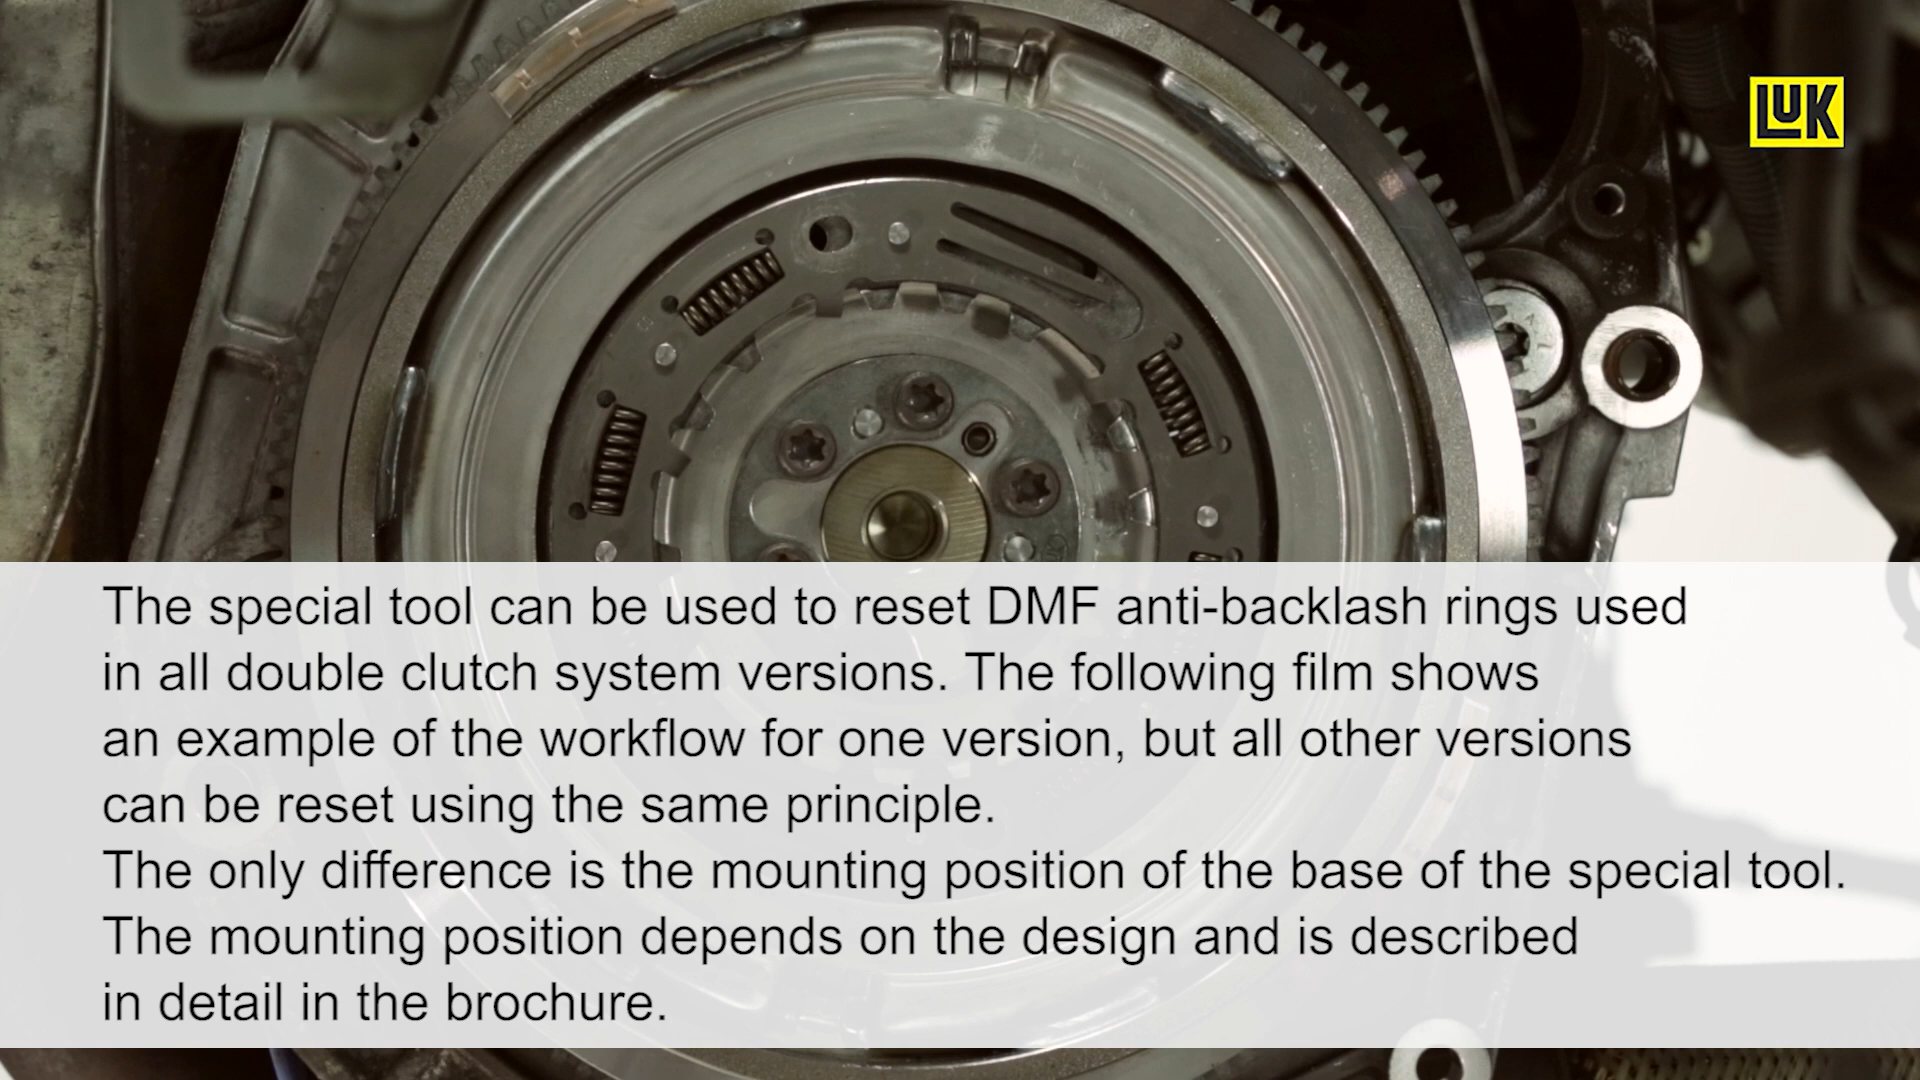 LUK
The special tool can be used to reset DMF anti-backlash rings used
in all double clutch system versions. The following film shows
an example of the workflow for one version, but all other versions
can be reset using the same principle.
The only difference is the mounting position of the base of the special tool.
The mounting position depends on the design and is described
in detail in the brochure.